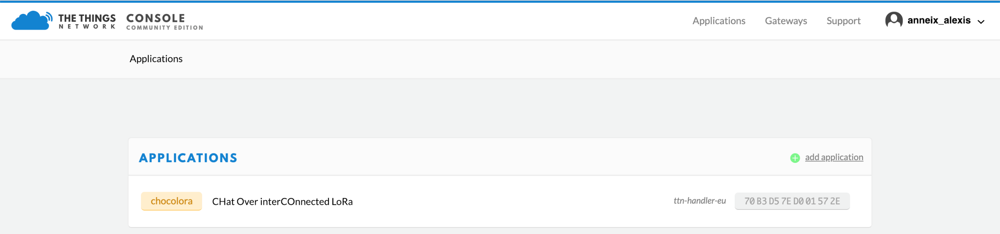 THE THINGS NETWORK CONSOLE COMMUNITY EDITION
Applications Gateways Support anneix_alexis
Applications
APPLICATIONS add application
chocolora CHat Over interCOnnected LoRa ttn-handler-eu 70 B3 D5 7E D0 01 57 2E